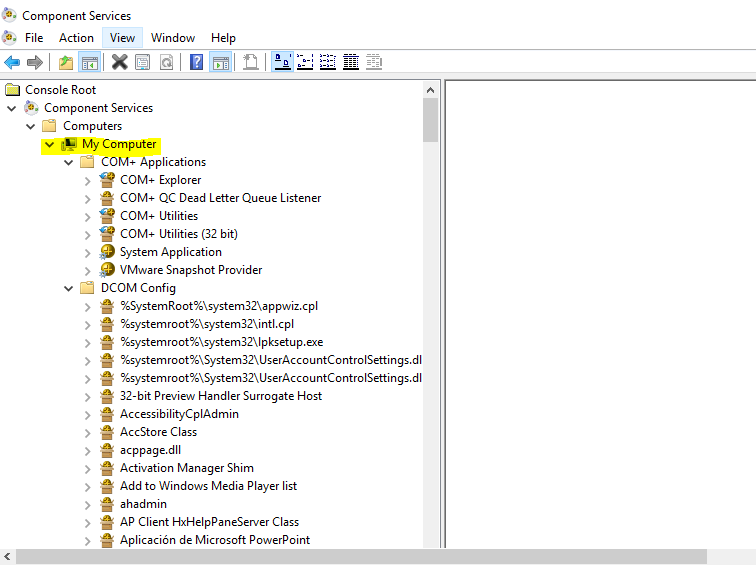 Component Services
File Action View Window Help
Console Root
Component Services
Computers
My Computer
COM+ Applications
COM+ Explorer
COM+ QC Dead Letter Queue Listener
COM+ Utilities
COM+ Utilities (32 bit)
System Application
VMware Snapshot Provider
DCOM Config
%SystemRoot%\system32\appwiz.cpl
%systemroot%\system32\intl.cpl
%systemroot%\system32\lpksetup.exe
%systemroot%\System32\UserAccountControlSettings.dl
%systemroot%\System32\UserAccountControlSettings.dl
32-bit Preview Handler Surrogate Host
AccessibilityCplAdmin
AccStore Class
acppage.dll
Activation Manager Shim
Add to Windows Media Player list
ahadmin
AP Client HxHelpPaneServer Class
Aplicación de Microsoft PowerPoint